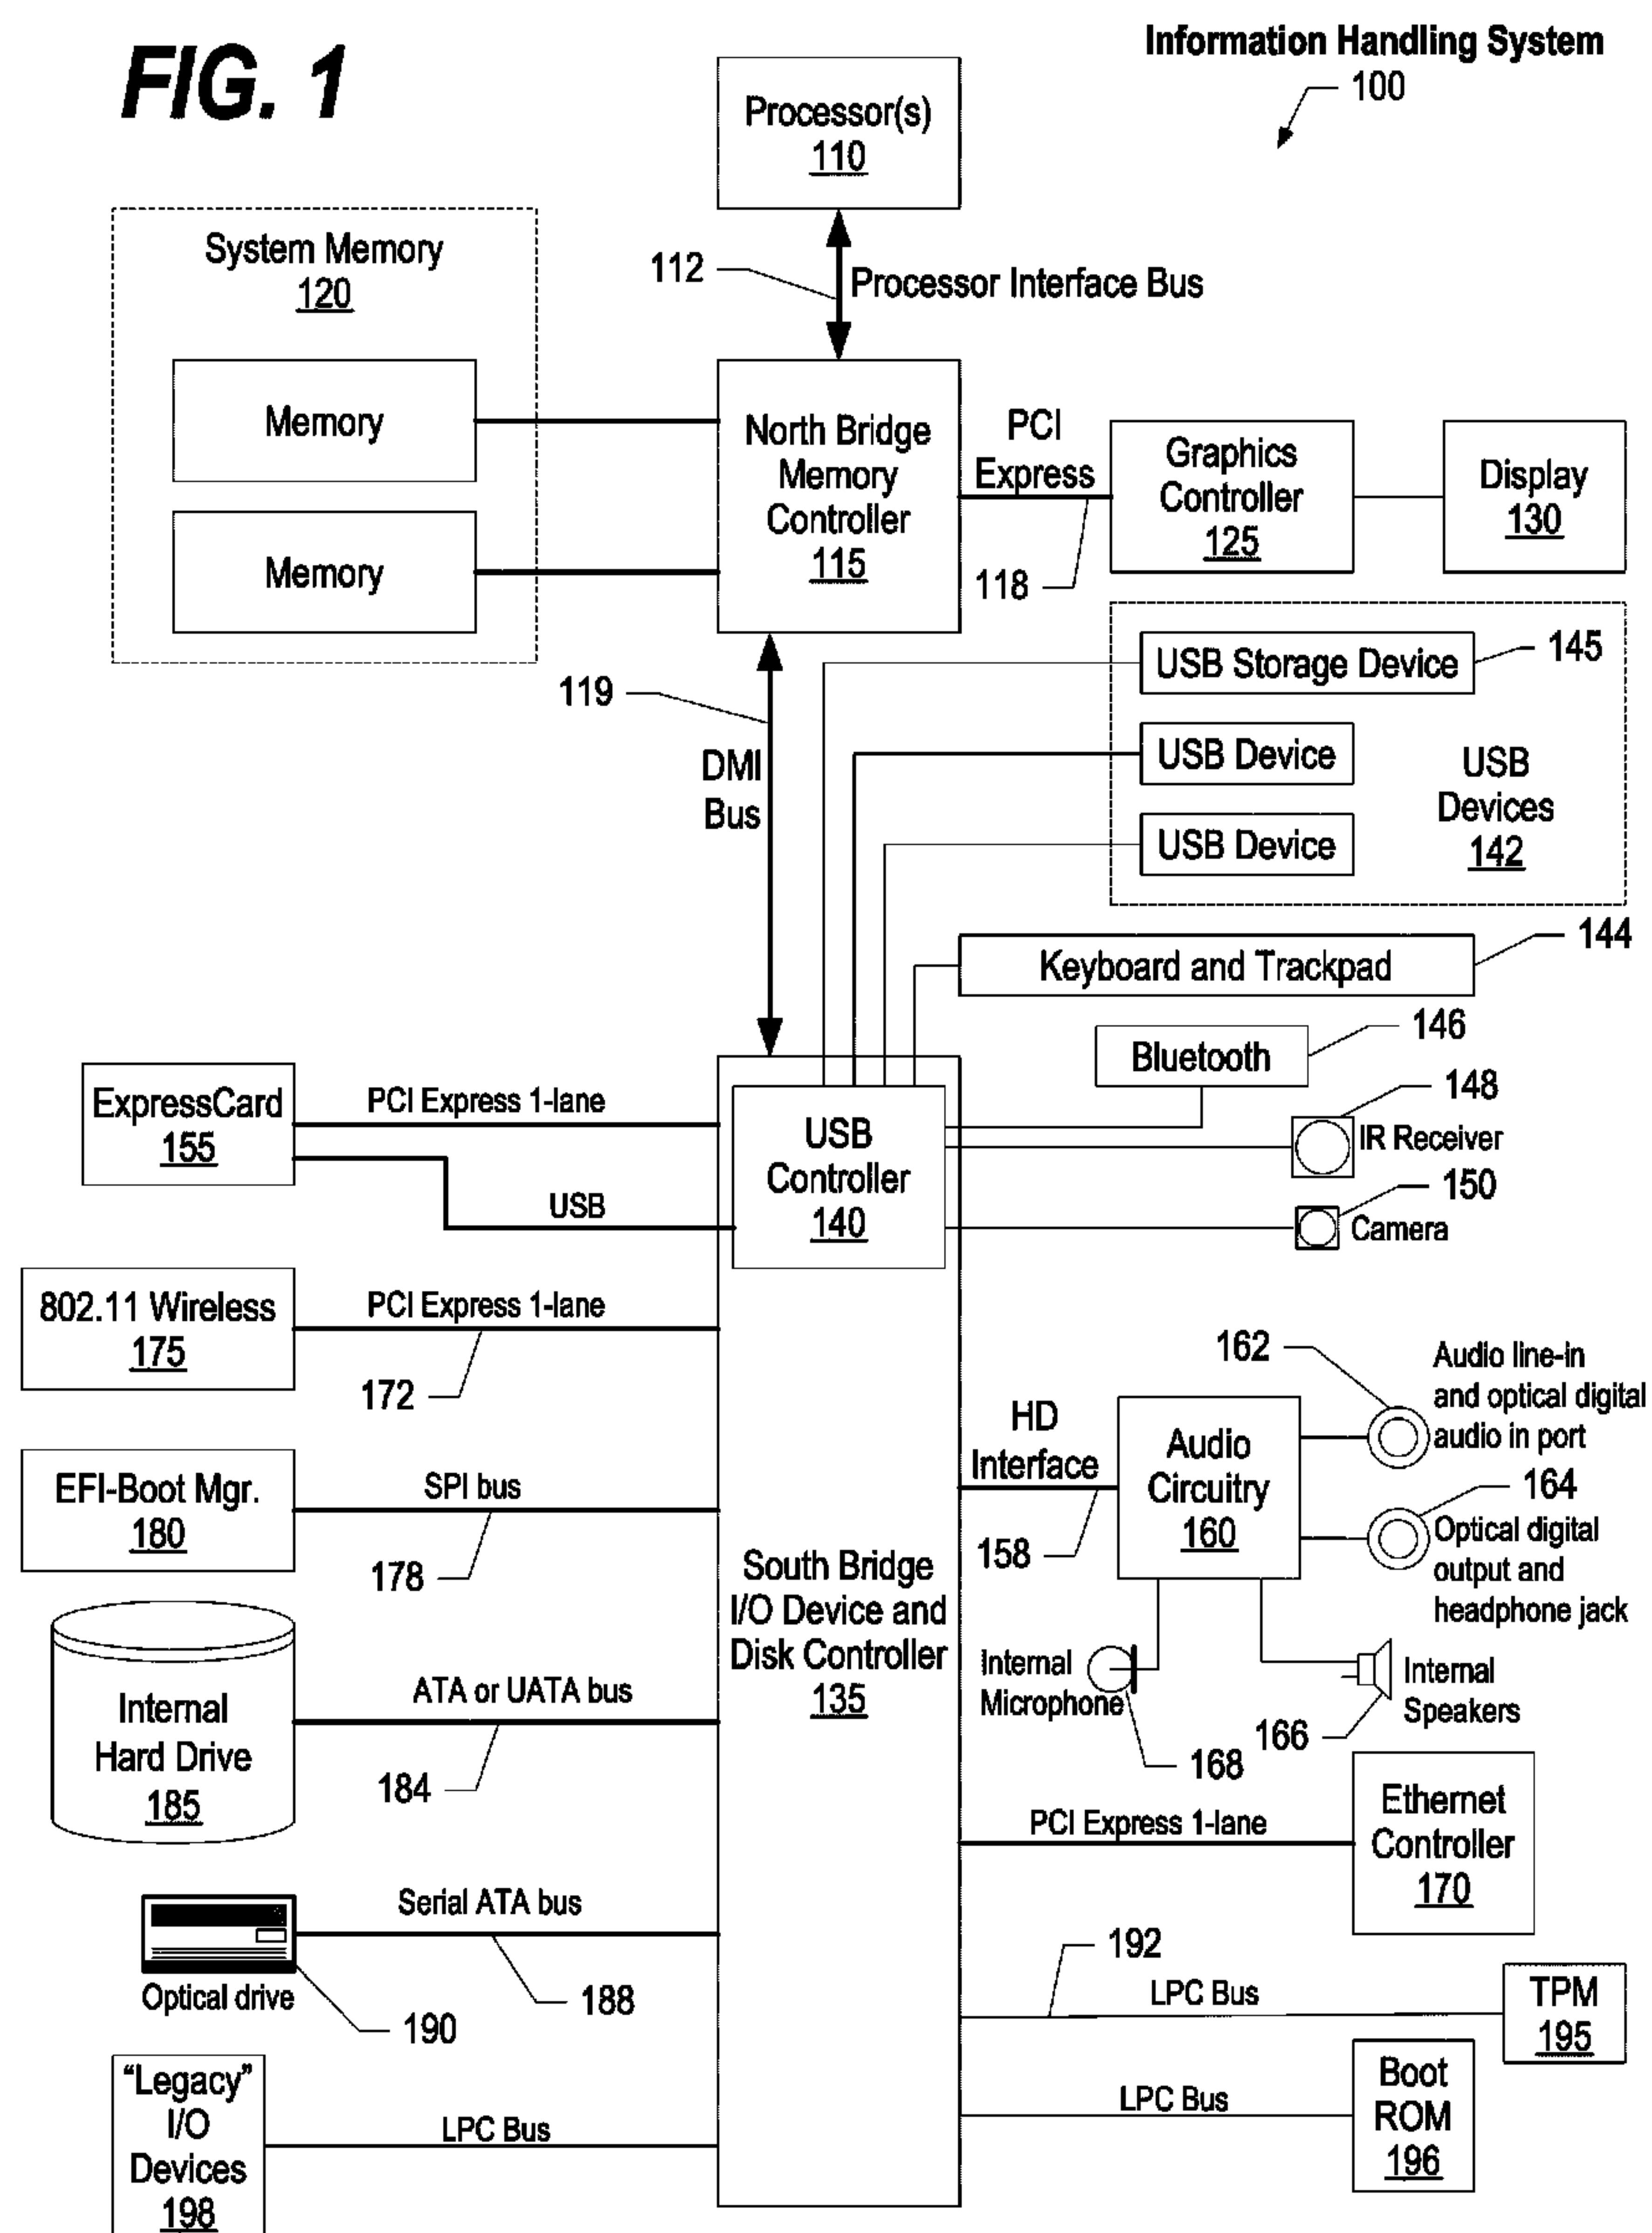 FIG. 1
Information Handling System
100
Processor(s)
110
System Memory
120
112
Processor Interface Bus
Memory
Memory
North Bridge
Memory
Controller
115
PCI
Express
118
Graphics
Controller
125
Display
130
USB Storage Device
145
USB Device
USB Device
USB
Devices
142
119
DMI
Bus
Keyboard and Trackpad
144
Bluetooth
146
148
IR Receiver
150
Camera
ExpressCard
155
PCI Express 1-lane
USB
USB
Controller
140
802.11 Wireless
175
PCI Express 1-lane
172
EFI-Boot Mgr.
180
SPI bus
178
162
Audio line-in
and optical digital
audio in port
HD
Interface
158
Audio
Circuitry
160
164
Optical digital
output and
headphone jack
South Bridge
I/O Device and
Disk Controller
135
Internal
Microphone
168
Internal
Speakers
166
Internal
Hard Drive
185
ATA or UATA bus
184
PCI Express 1-lane
Ethernet
Controller
170
Serial ATA bus
188
Optical drive
190
192
LPC Bus
TPM
195
"Legacy"
I/O
Devices
198
LPC Bus
LPC Bus
Boot
ROM
196